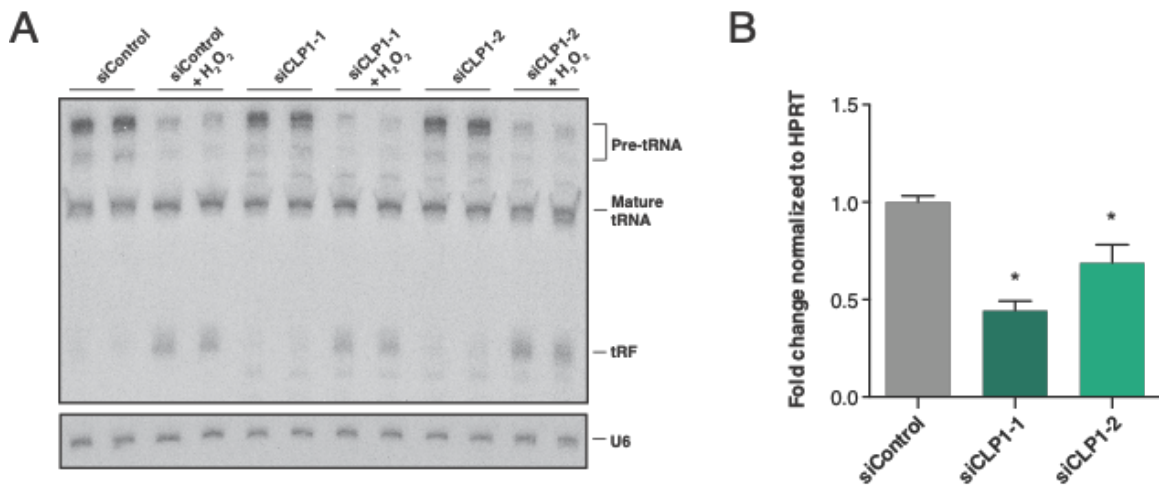 A
siControl
siControl
+ H₂O₂
siCLP1-1
siCLP1-1
+ H₂O₂
siCLP1-2
siCLP1-2
+ H₂O₂
Pre-tRNA
Mature
tRNA
tRF
U6
B
Fold change normalized to HPRT
1.5
1.0
0.5
0.0
*
*
siControl
siCLP1-1
siCLP1-2